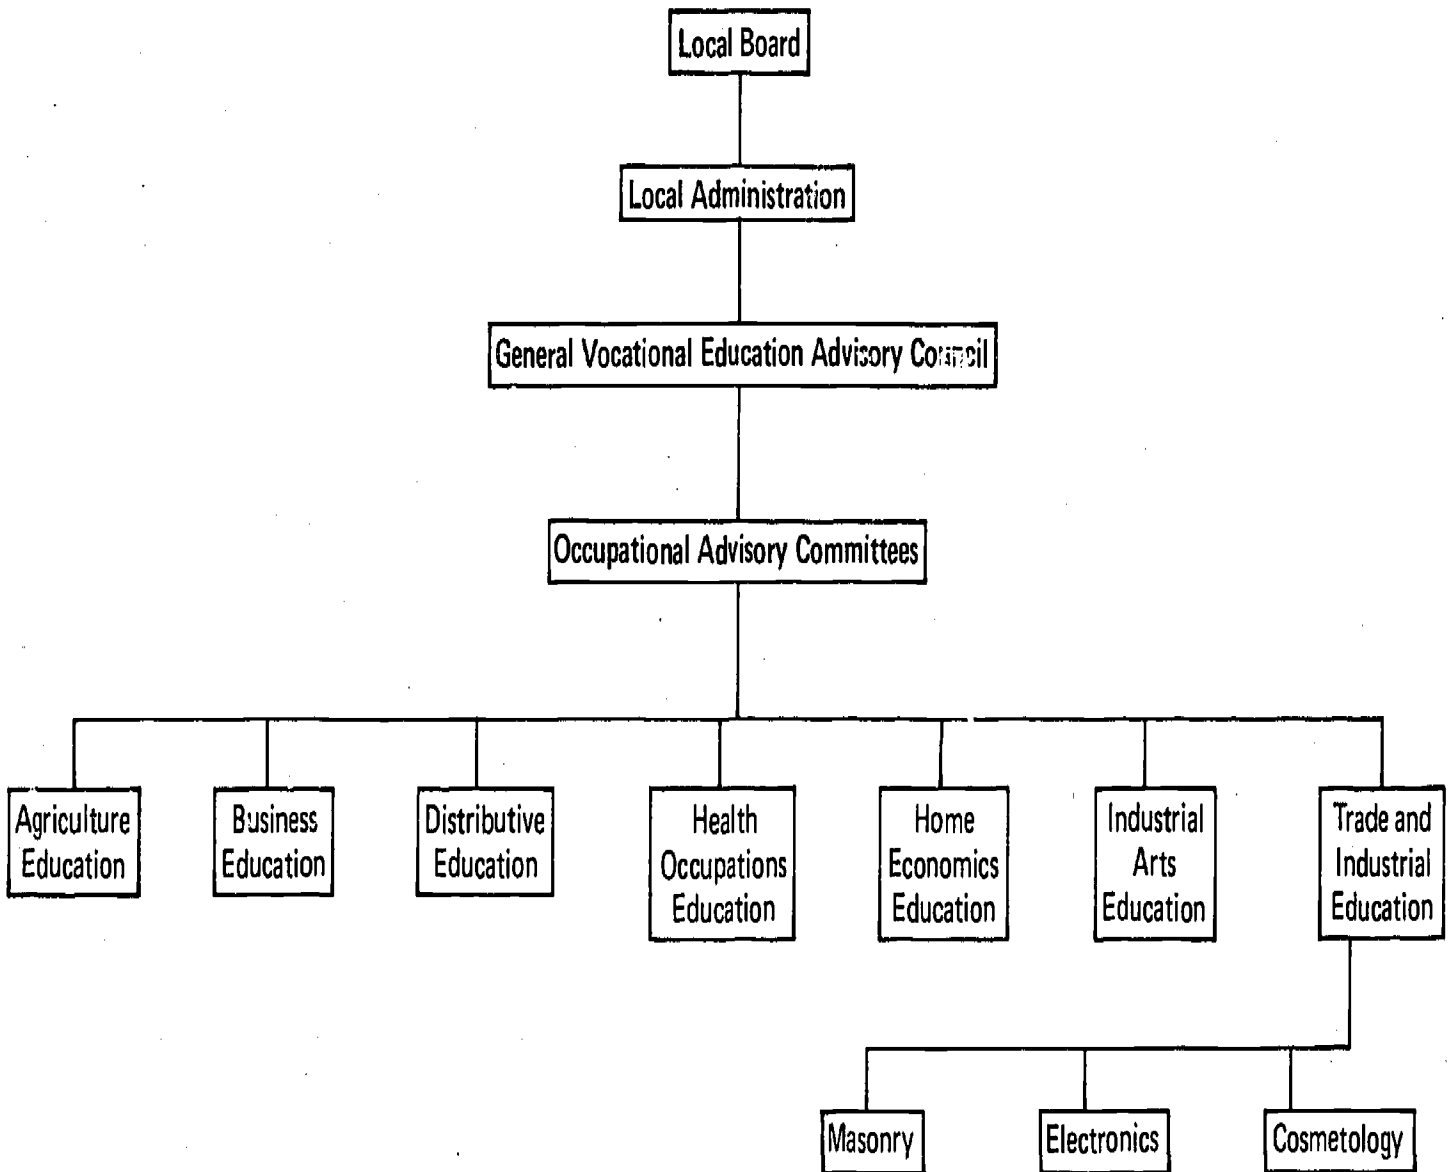 Local Board
Local Administration
General Vocational Education Advisory Council
Occupational Advisory Committees
Agriculture
Education
Business
Education
Distributive
Education
Health
Occupations
Education
Home
Economics
Education
Industrial
Arts
Education
Trade and
Industrial
Education
Masonry
Electronics
Cosmetology